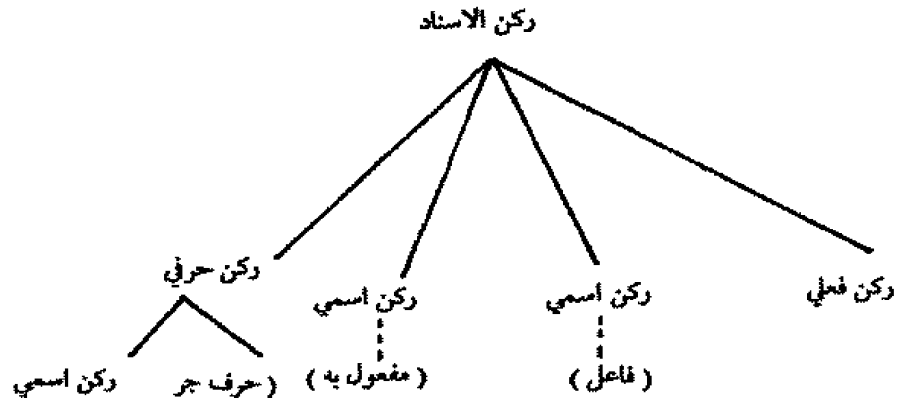 ركن الاسناد
ركن فعلي
ركن اسمي
ركن اسمي
ركن حرفي
( فاعل )
( مفعول به )
( حرف جر
ركن اسمي